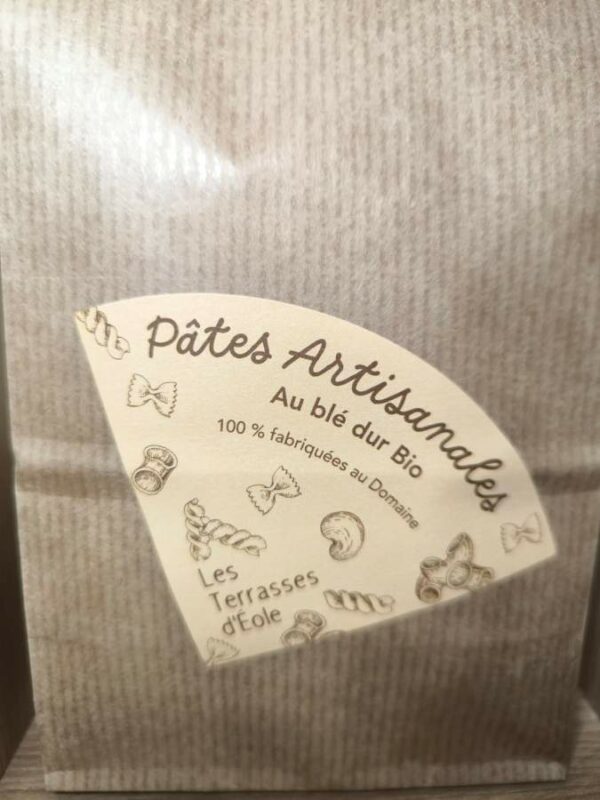 Pâtes Artisanales
Au blé dur Bio
100 % fabriquées au Domaine
Les
Terrasses
d'Éole